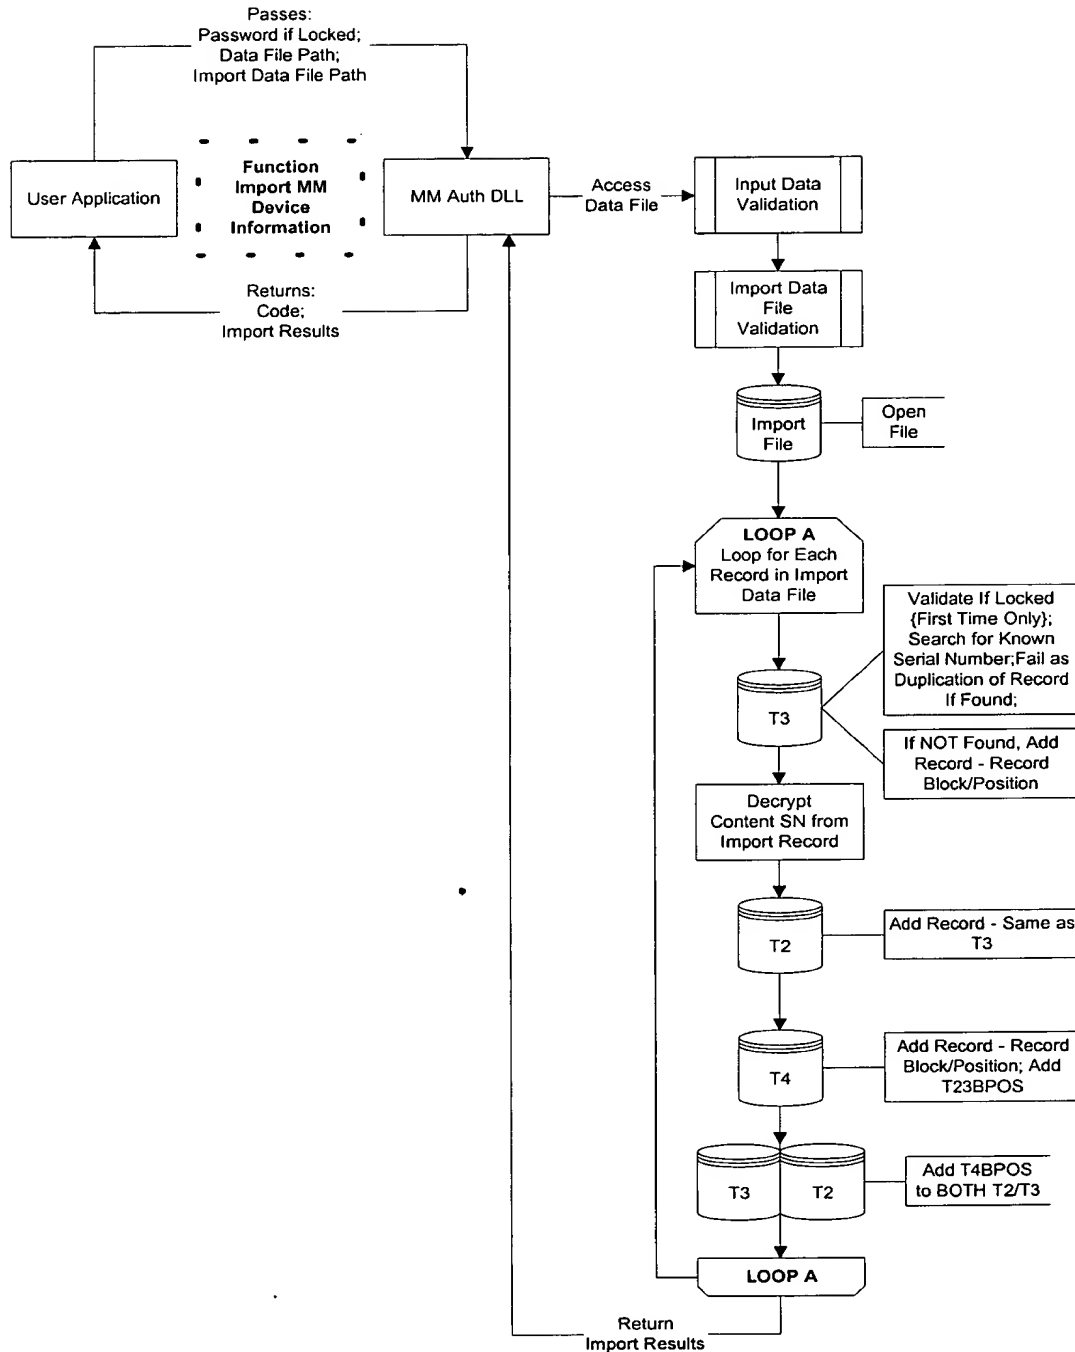 Passes:
Password if Locked;
Data File Path;
Import Data File Path
User Application
Function
Import MM
Device
Information
MM Auth DLL
Access
Data File
Input Data
Validation
Returns:
Code;
Import Results
Import Data
File
Validation
Import
File
Open
File
LOOP A
Loop for Each
Record in Import
Data File
Validate If Locked
{First Time Only};
Search for Known
Serial Number;Fail as
Duplication of Record
If Found;
T3
If NOT Found, Add
Record - Record
Block/Position
Decrypt
Content SN from
Import Record
T2
Add Record - Same as
T3
T4
Add Record - Record
Block/Position; Add
T23BPOS
T3
T2
Add T4BPOS
to BOTH T2/T3
LOOP A
Return
Import Results